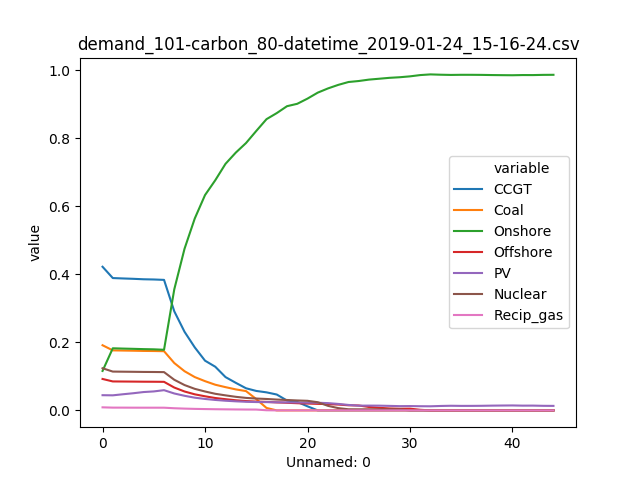 demand_101-carbon_80-datetime_2019-01-24_15-16-24.csv
1.0
0.8
0.6
0.4
0.2
0.0
value
variable
CCGT
Coal
Onshore
Offshore
PV
Nuclear
Recip_gas
0 10 20 30 40
Unnamed: 0